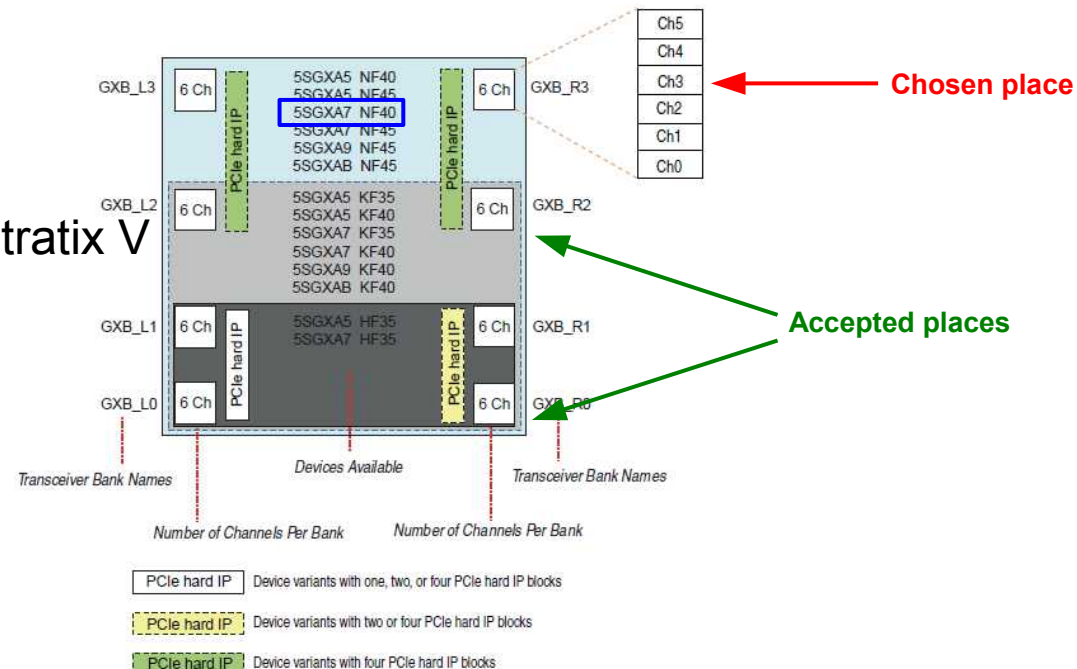 Ch5
Ch4
Ch3
Ch2
Ch1
Ch0
Chosen place
GXB_L3
6 Ch
PCIe hard IP
5SGXA5 NF40
5SGXA5 NF45
5SGXA7 NF40
5SGXA7 NF45
5SGXA9 NF45
5SGXAB NF45
PCIe hard IP
6 Ch
GXB_R3
GXB_L2
6 Ch
5SGXA5 KF35
5SGXA5 KF40
5SGXA7 KF35
5SGXA7 KF40
5SGXA9 KF40
5SGXAB KF40
6 Ch
GXB_R2
tratix V
Accepted places
GXB_L1
6 Ch
PCIe hard IP
5SGXA5 HF35
5SGXA7 HF35
PCIe hard IP
6 Ch
GXB_R1
GXB_L0
6 Ch
6 Ch
GXB_R0
Transceiver Bank Names
Devices Available
Transceiver Bank Names
Number of Channels Per Bank
Number of Channels Per Bank
PCIe hard IP Device variants with one, two, or four PCIe hard IP blocks
PCIe hard IP Device variants with two or four PCIe hard IP blocks
PCIe hard IP Device variants with four PCIe hard IP blocks